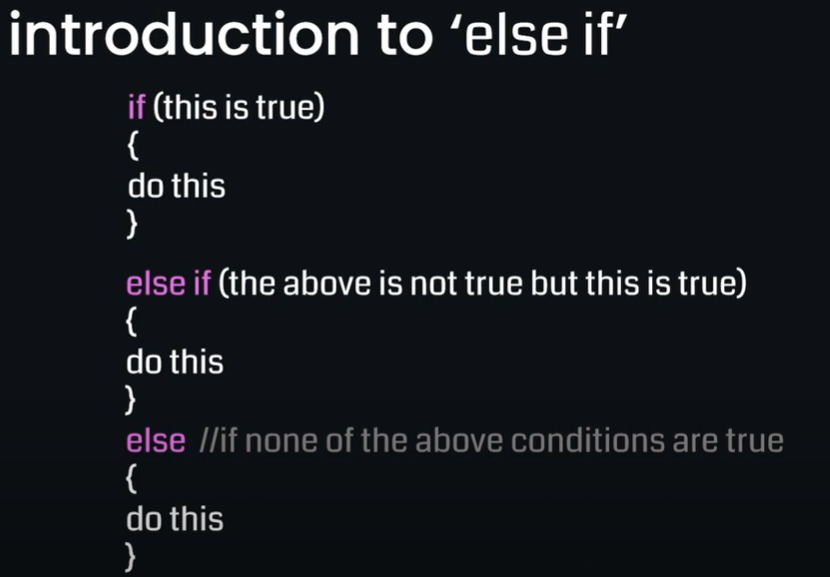 introduction to ‘else if’
if (this is true)
{
do this
}
else if (the above is not true but this is true)
{
do this
}
else //if none of the above conditions are true
{
do this
}